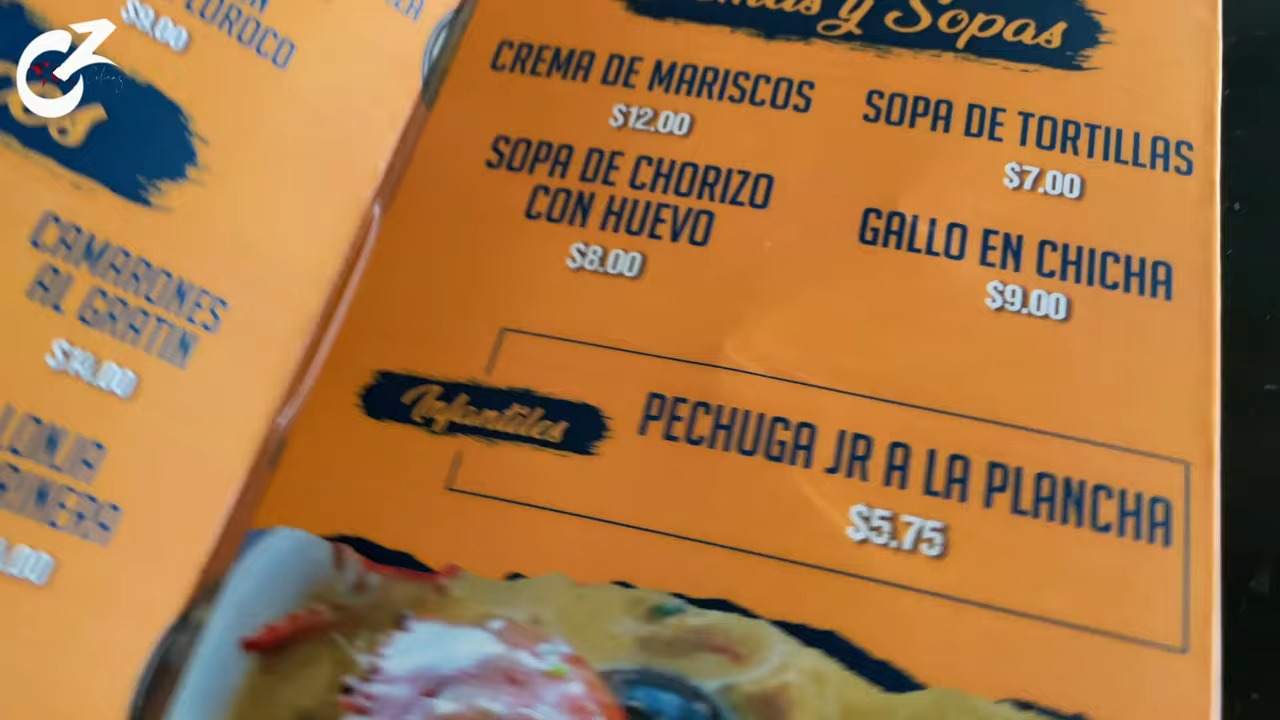 LOROCO
CAMARONES
AL GRATIN
y Sopas
CREMA DE MARISCOS
$12.00
SOPA DE TORTILLAS
$7.00
SOPA DE CHORIZO
CON HUEVO
$8.00
GALLO EN CHICHA
$9.00
Infantiles
PECHUGA JR A LA PLANCHA
$5.75